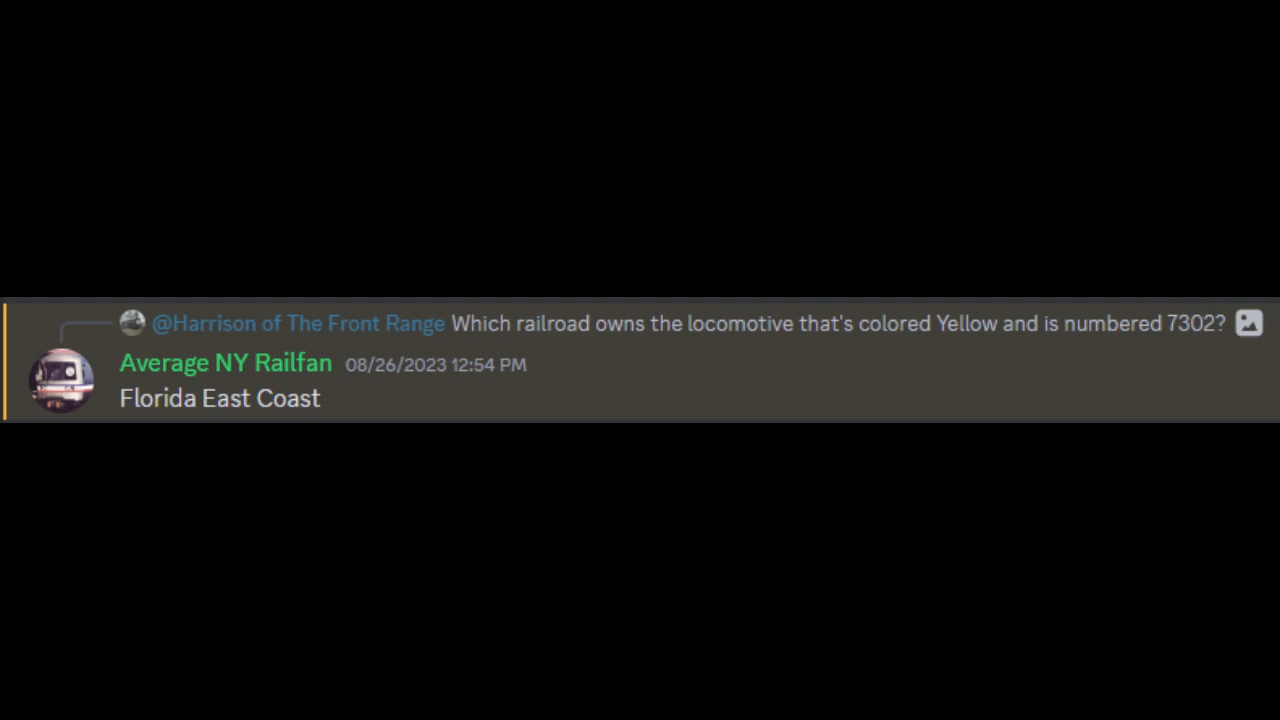 @Harrison of The Front Range Which railroad owns the locomotive that's colored Yellow and is numbered 7302?
Average NY Railfan 08/26/2023 12:54 PM
Florida East Coast